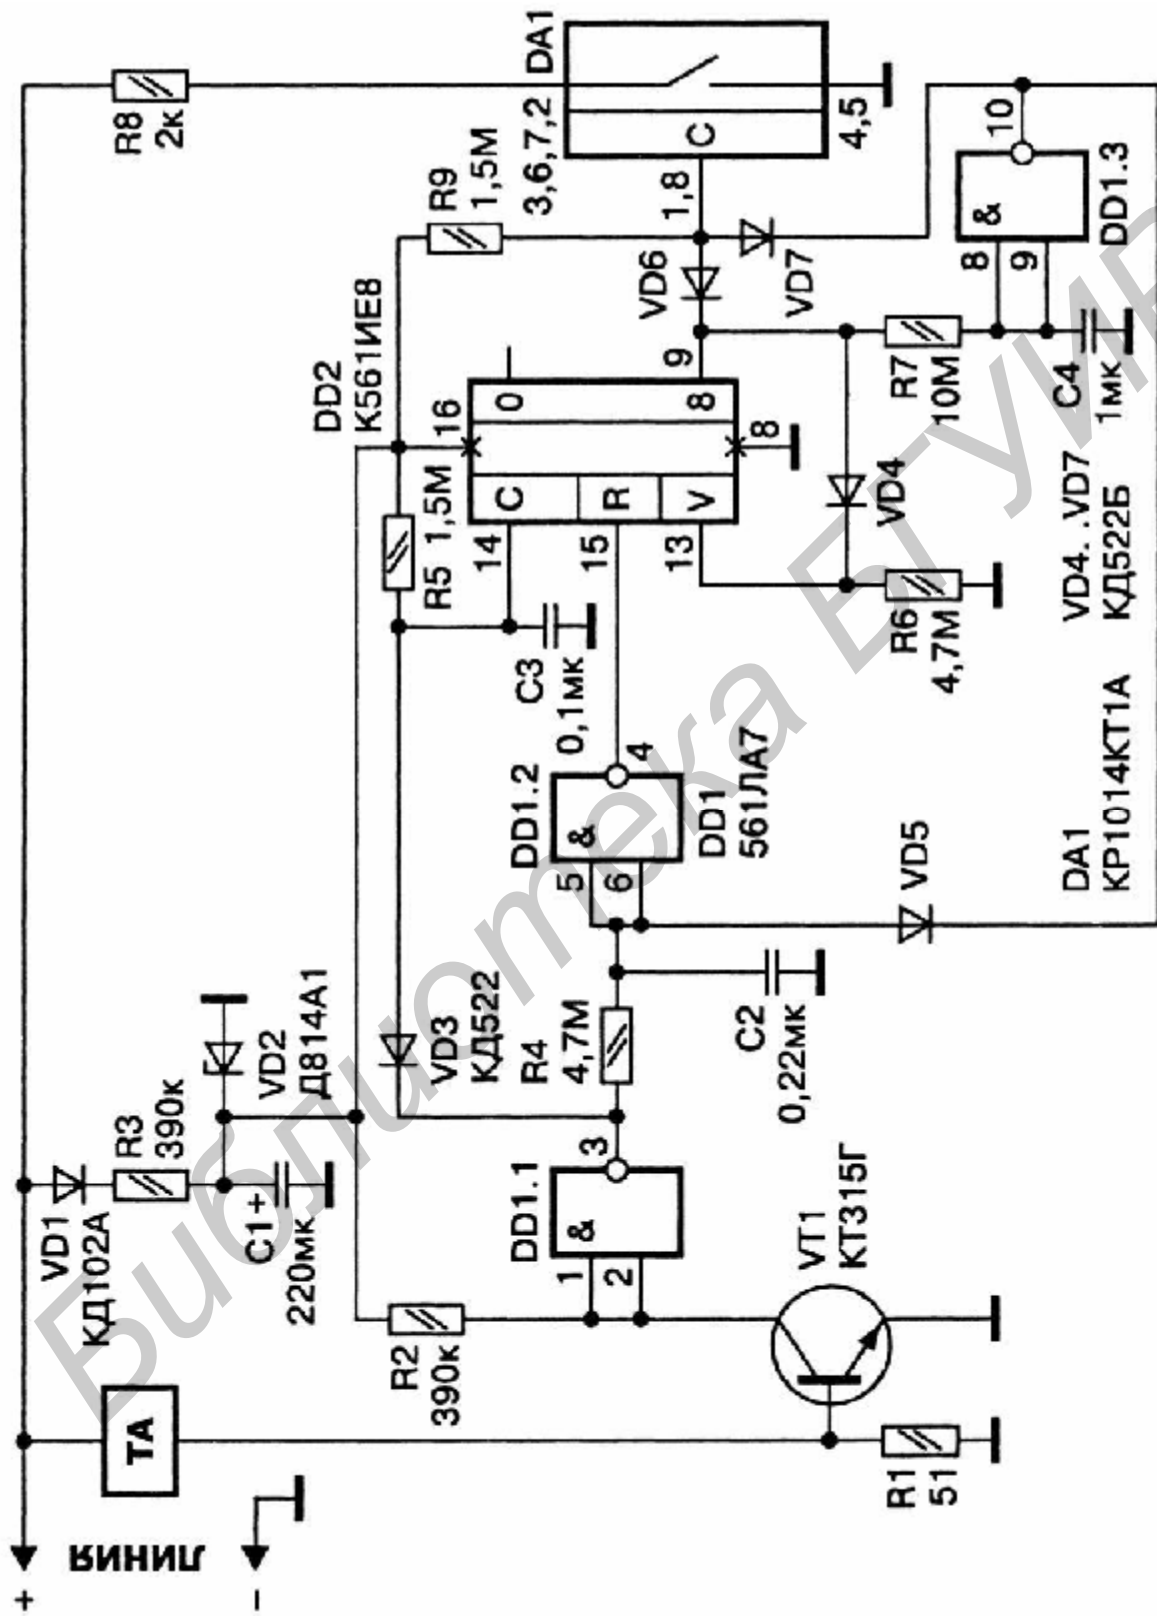 +
ЛИНИЯ
−
ТА
R1
51
VD1
КД102А
R3
390к
C1+
220мк
VD2
Д814А1
R2
390к
VT1
КТ315Г
1
2
&
DD1.1
3
VD3
КД522
R4
4,7М
C2
0,22мк
5
6
&
DD1.2
4
DD1
561ЛА7
VD5
C3
0,1мк
R5 1,5М
DD2
К561ИЕ8
16
14
15
13
C
R
V
0
8
9
8
R6
4,7М
VD4
R7
10М
C4
1мк
VD6
VD7
R9
1,5М
R8
2к
DA1
3,6,7,2
C
1,8
4,5
8
9
&
10
DD1.3
DA1
КР1014КТ1А
VD4. .VD7
КД522Б
Библиотека БГУИР